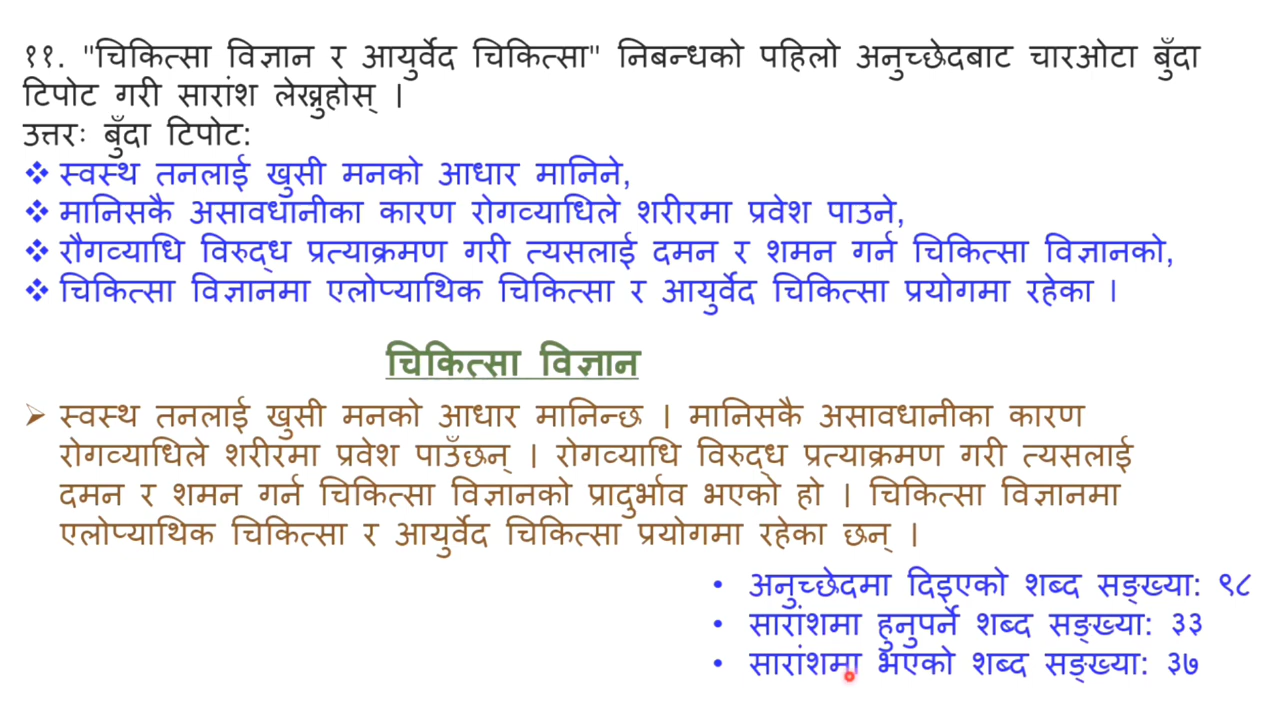 ११. "चिकित्सा विज्ञान र आयुर्वेद चिकित्सा" निबन्धको पहिलो अनुच्छेदबाट चारओटा बुँदा
टिपोट गरी सारांश लेख्नुहोस् ।
उत्तरः बुँदा टिपोट:
❖ स्वस्थ तनलाई खुसी मनको आधार मानिने,
❖ मानिसकै असावधानीका कारण रोगव्याधिले शरीरमा प्रवेश पाउने,
❖ रौगव्याधि विरुद्ध प्रत्याक्रमण गरी त्यसलाई दमन र शमन गर्न चिकित्सा विज्ञानको,
❖ चिकित्सा विज्ञानमा एलोप्याथिक चिकित्सा र आयुर्वेद चिकित्सा प्रयोगमा रहेका ।
चिकित्सा विज्ञान
➢ स्वस्थ तनलाई खुसी मनको आधार मानिन्छ । मानिसकै असावधानीका कारण
रोगव्याधिले शरीरमा प्रवेश पाउँछन् । रोगव्याधि विरुद्ध प्रत्याक्रमण गरी त्यसलाई
दमन र शमन गर्न चिकित्सा विज्ञानको प्रादुर्भाव भएको हो । चिकित्सा विज्ञानमा
एलोप्याथिक चिकित्सा र आयुर्वेद चिकित्सा प्रयोगमा रहेका छन् ।
• अनुच्छेदमा दिइएको शब्द सङ्ख्या: ९८
• सारांशमा हुनुपर्ने शब्द सङ्ख्या: ३३
• सारांशमा भएको शब्द सङ्ख्या: ३७